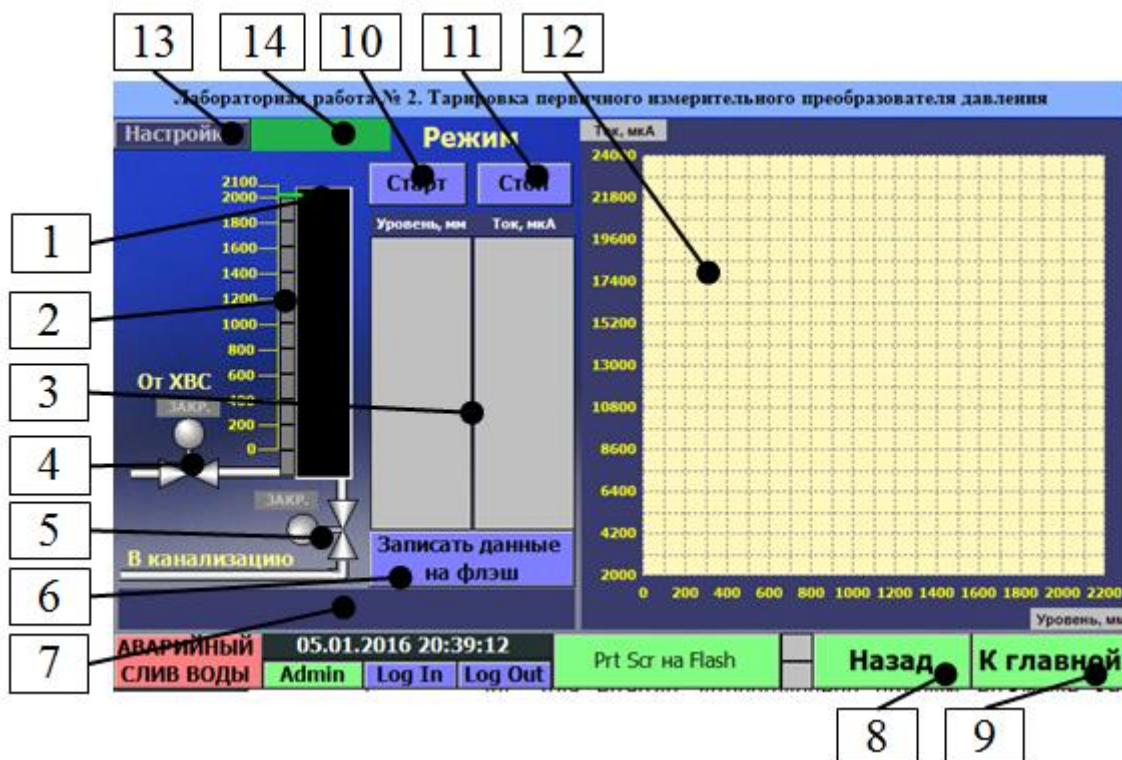 13 14 10 11 12
Лабораторная работа № 2. Тарировка первичного измерительного преобразователя давления
Настройк
Режим
Старт
Стоп
Уровень, мм
Ток, мкА
1
2
3
4
5
6
7
2100
2000
1800
1600
1400
1200
1000
800
600
400
200
0
От ХВС
ЗАКР.
ЗАКР.
В канализацию
Записать данные
на флэш
Ток, мкА
24000
21800
19600
17400
15200
13000
10800
8600
6400
4200
2000
0 200 400 600 800 1000 1200 1400 1600 1800 2000 2200
Уровень, мм
АВАРИЙНЫЙ
СЛИВ ВОДЫ
05.01.2016 20:39:12
Admin
Log In
Log Out
Prt Scr на Flash
Назад
К главной
8 9